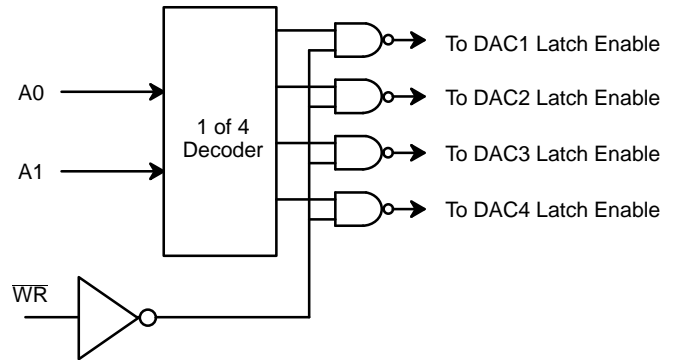 To DAC1 Latch Enable
A0
To DAC2 Latch Enable
1 of 4
Decoder
To DAC3 Latch Enable
A1
To DAC4 Latch Enable
W̅R̅